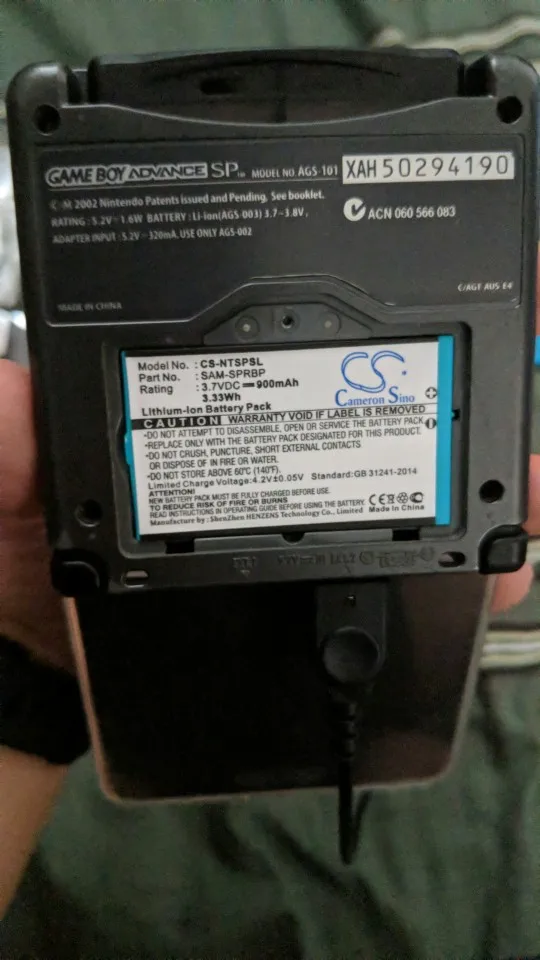 GAME BOY ADVANCE SP TM MODEL NO. AGS-101 XAH50294190
©, ® M 2002 Nintendo Patents issued and Pending, See booklet.
RATING : 5.2V⎓1.6W BATTERY : Li-ion(AGS-003) 3.7-3.8V,
ADAPTER INPUT : 5.2V⎓320mA, USE ONLY AGS-002
ACN 060 566 083
C/AGT AUS E4
MADE IN CHINA
Model No. : CS-NTSPSL
Part No. : SAM-SPRBP
Rating : 3.7VDC⎓900mAh
3.33Wh
Lithium-Ion Battery Pack
CS
Cameron Sino
CAUTION WARRANTY VOID IF LABEL IS REMOVED
•DO NOT ATTEMPT TO DISASSEMBLE, OPEN OR SERVICE THE BATTERY
•REPLACE ONLY WITH THE BATTERY PACK DESIGNATED FOR THIS PRODUCT.
•DO NOT CRUSH, PUNCTURE, SHORT EXTERNAL CONTACTS
OR DISPOSE OF IN FIRE OR WATER.
•DO NOT STORE ABOVE 60℃ (140℉).
Limited Charge Voltage:4.2V±0.05V Standard:GB 31241-2014
ATTENTION!
NEW BATTERY PACK MUST BE FULLY CHARGED BEFORE USE.
TO REDUCE RISK OF FIRE OR BURNS
READ INSTRUCTIONS IN OPERATING GUIDE BEFORE USING THE BATTERY.
Manufacture by : ShenZhen HENZENS Technology Co., Limited
CE
Made In China